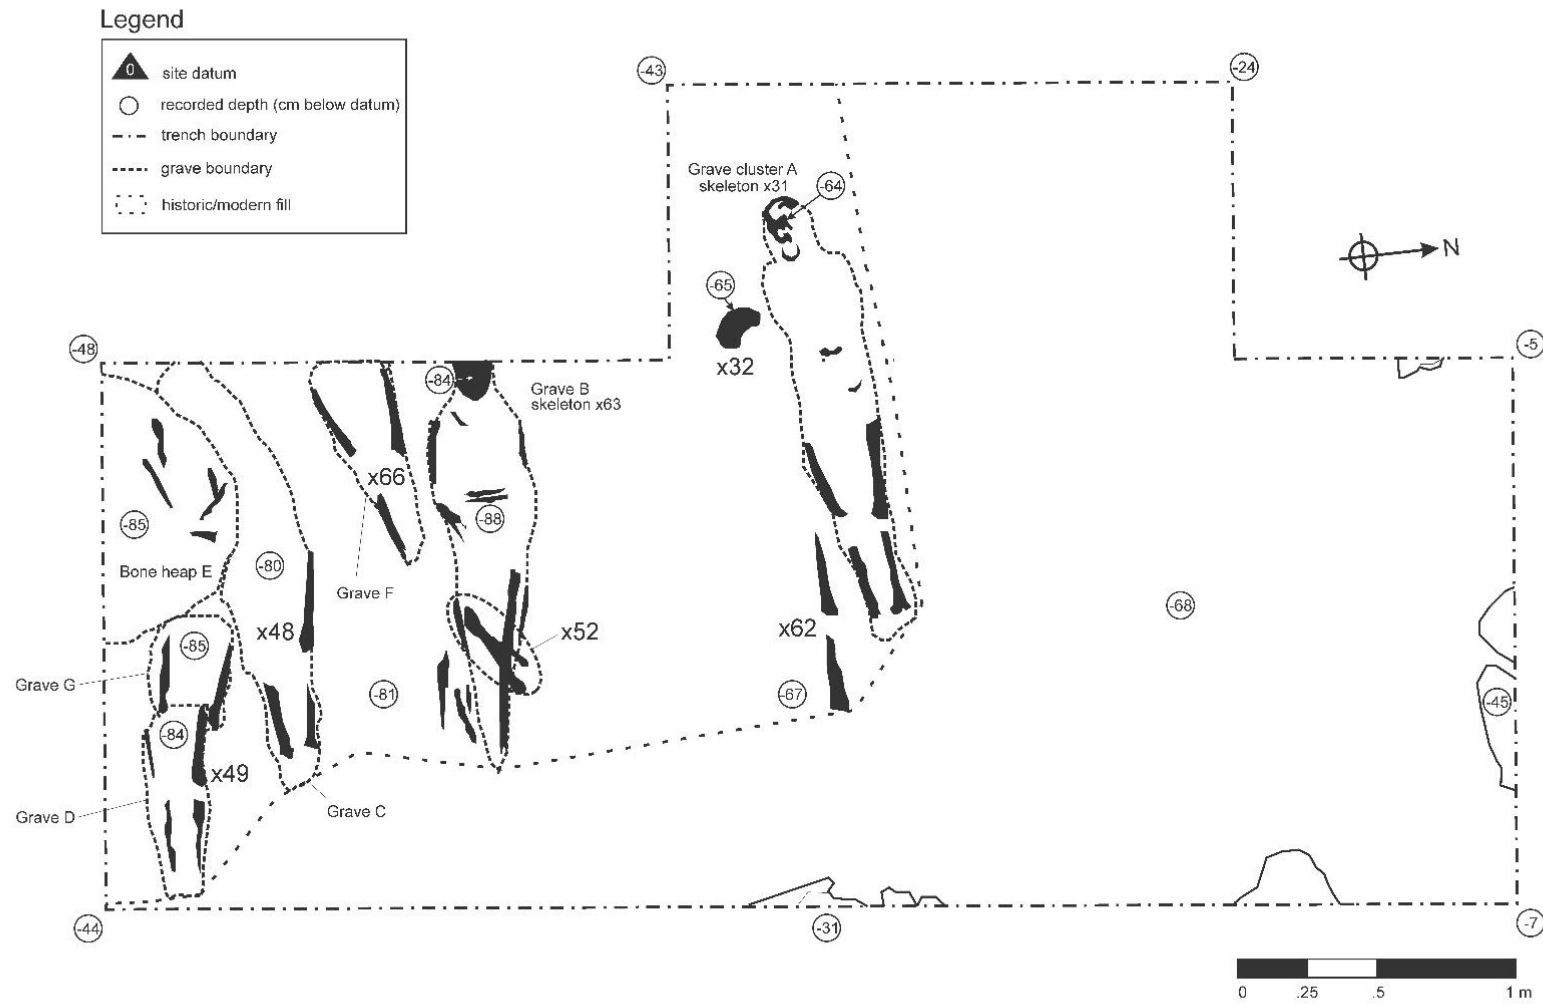 Legend
0 site datum
recorded depth (cm below datum)
trench boundary
grave boundary
historic/modern fill
-43
-24
Grave cluster A
skeleton x31
-64
N
-65
x32
-48
-5
-84
Grave B
skeleton x63
x66
-85
-88
Bone heap E
-80
Grave F
-68
x48
x52
x62
-85
Grave G
-81
-67
-45
-84
x49
Grave D
Grave C
-44
-31
-7
0 .25 .5 1 m